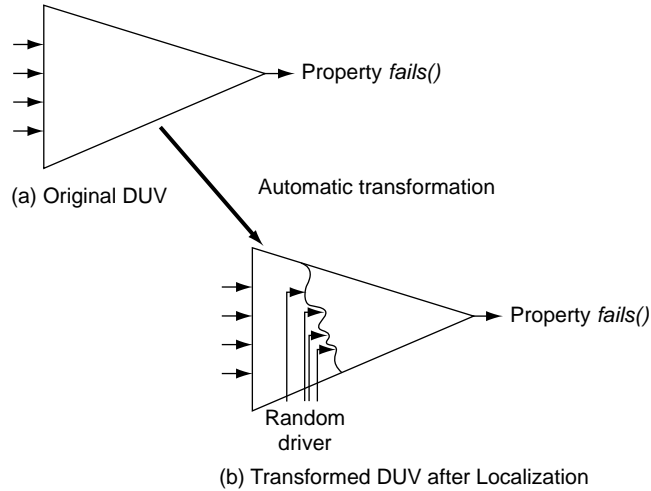 Property fails()
(a) Original DUV
Automatic transformation
Property fails()
Random
driver
(b) Transformed DUV after Localization